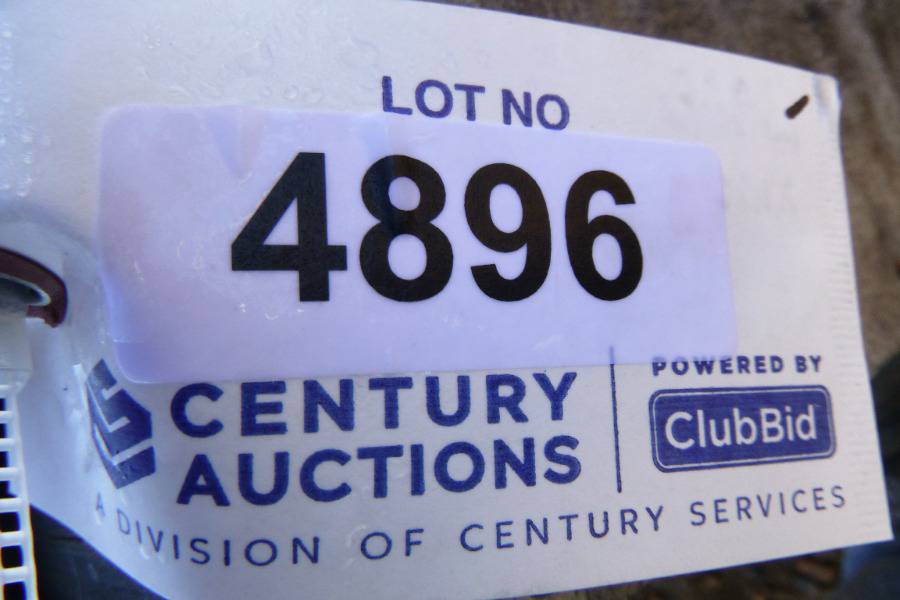 LOT NO
4896
CENTURY
AUCTIONS
POWERED BY
ClubBid
A DIVISION OF CENTURY SERVICES